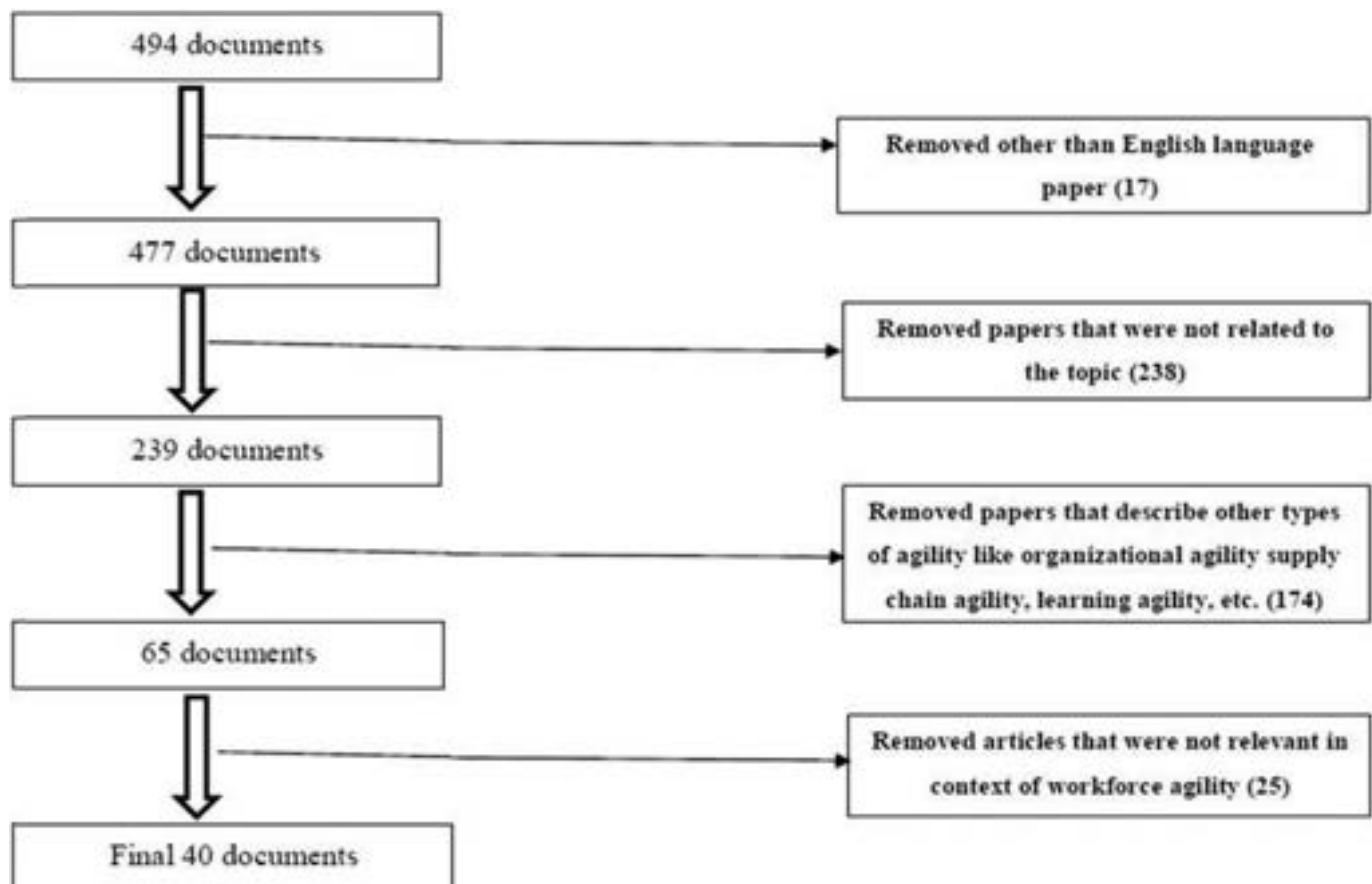 494 documents
Removed other than English language
paper (17)
477 documents
Removed papers that were not related to
the topic (238)
239 documents
Removed papers that describe other types
of agility like organizational agility supply
chain agility, learning agility, etc. (174)
65 documents
Removed articles that were not relevant in
context of workforce agility (25)
Final 40 documents